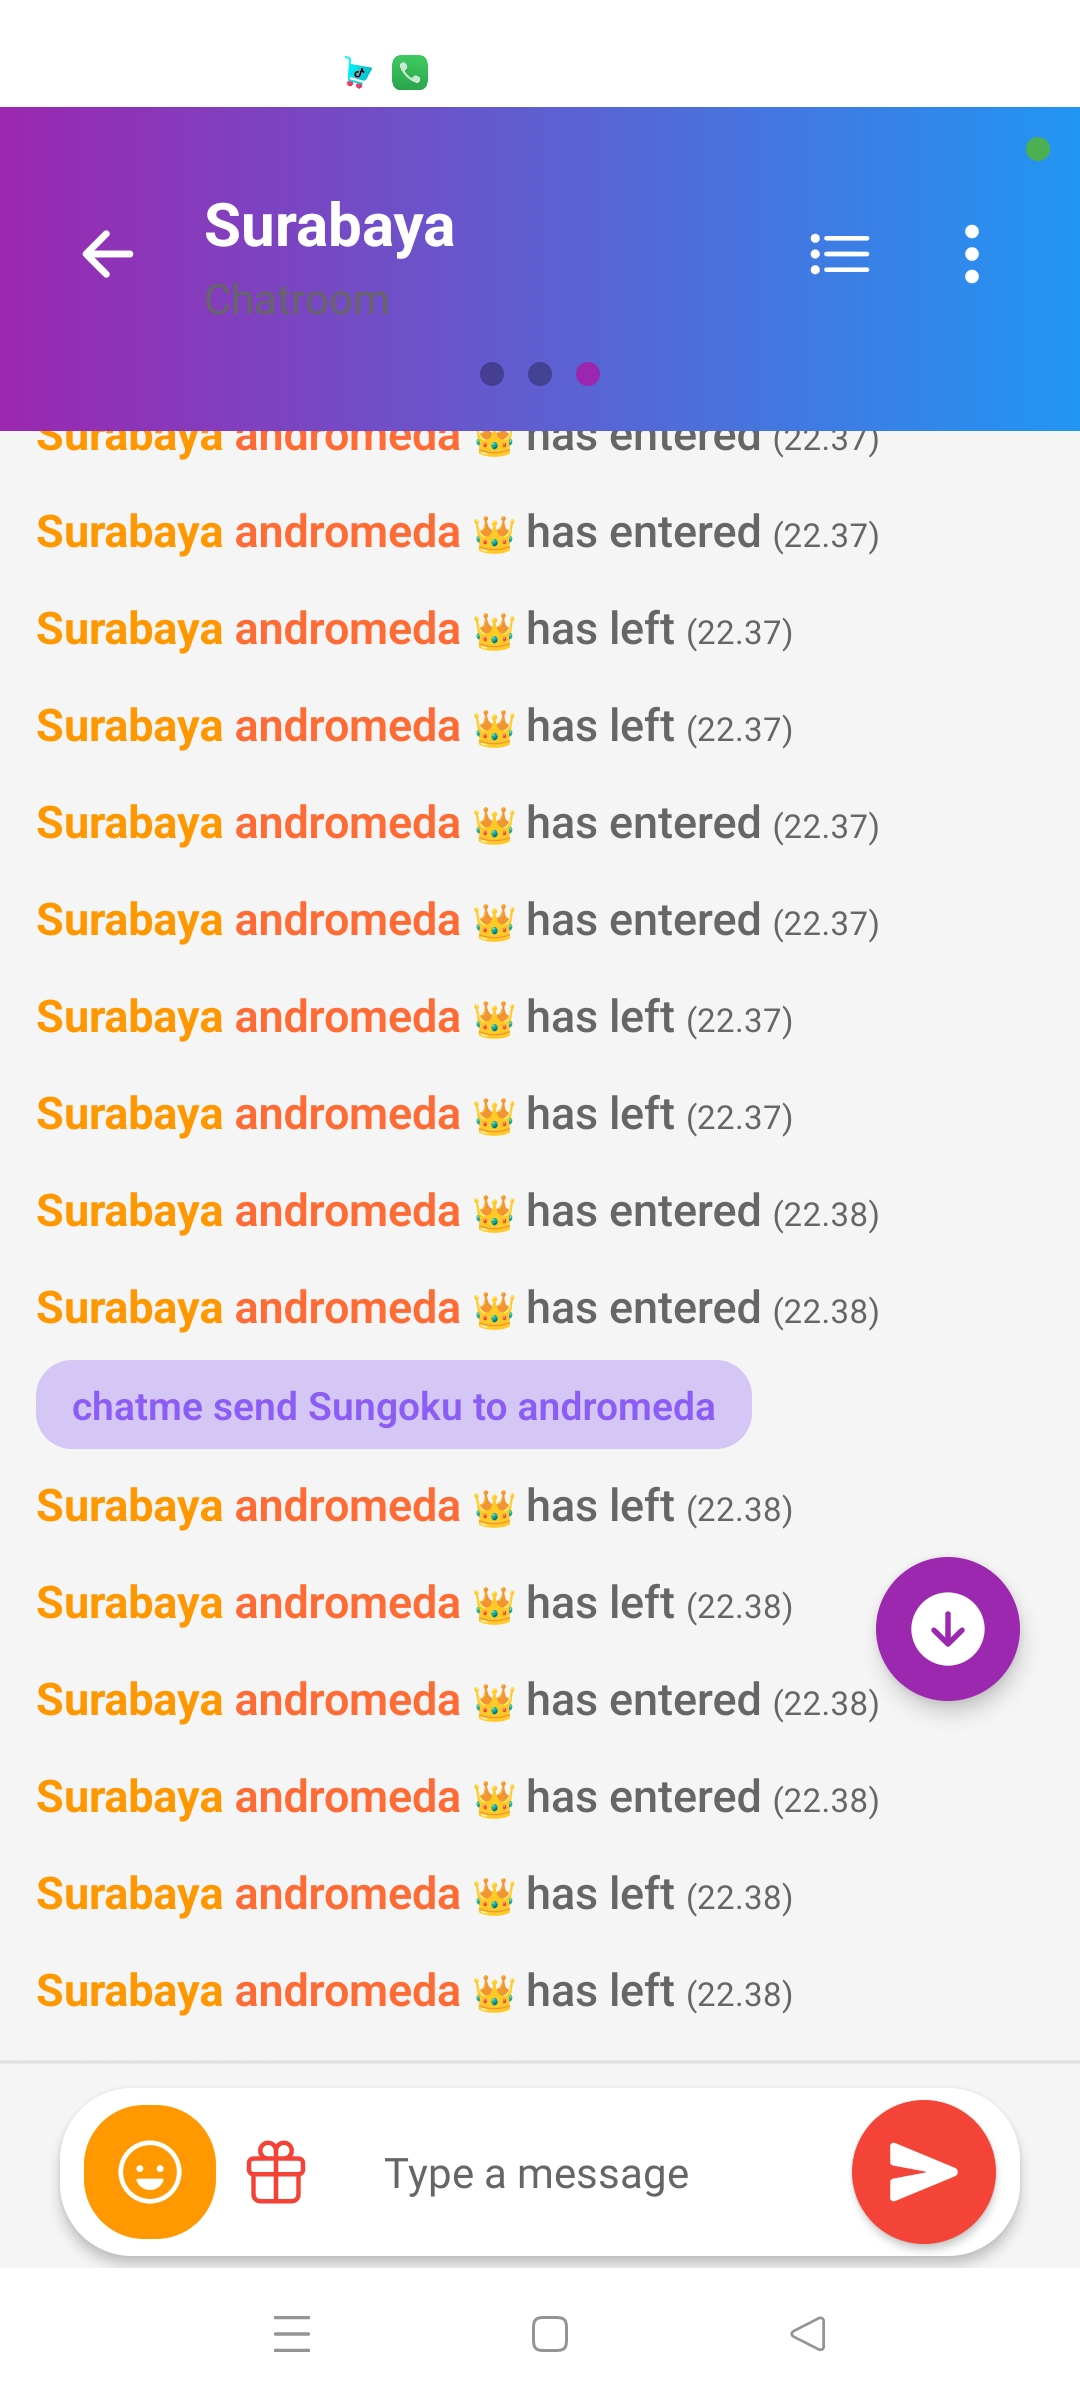 Surabaya
Chatroom
Surabaya andromeda 👑 has entered (22.37)
Surabaya andromeda 👑 has entered (22.37)
Surabaya andromeda 👑 has left (22.37)
Surabaya andromeda 👑 has left (22.37)
Surabaya andromeda 👑 has entered (22.37)
Surabaya andromeda 👑 has entered (22.37)
Surabaya andromeda 👑 has left (22.37)
Surabaya andromeda 👑 has left (22.37)
Surabaya andromeda 👑 has entered (22.38)
Surabaya andromeda 👑 has entered (22.38)
chatme send Sungoku to andromeda
Surabaya andromeda 👑 has left (22.38)
Surabaya andromeda 👑 has left (22.38)
Surabaya andromeda 👑 has entered (22.38)
Surabaya andromeda 👑 has entered (22.38)
Surabaya andromeda 👑 has left (22.38)
Surabaya andromeda 👑 has left (22.38)
Type a message